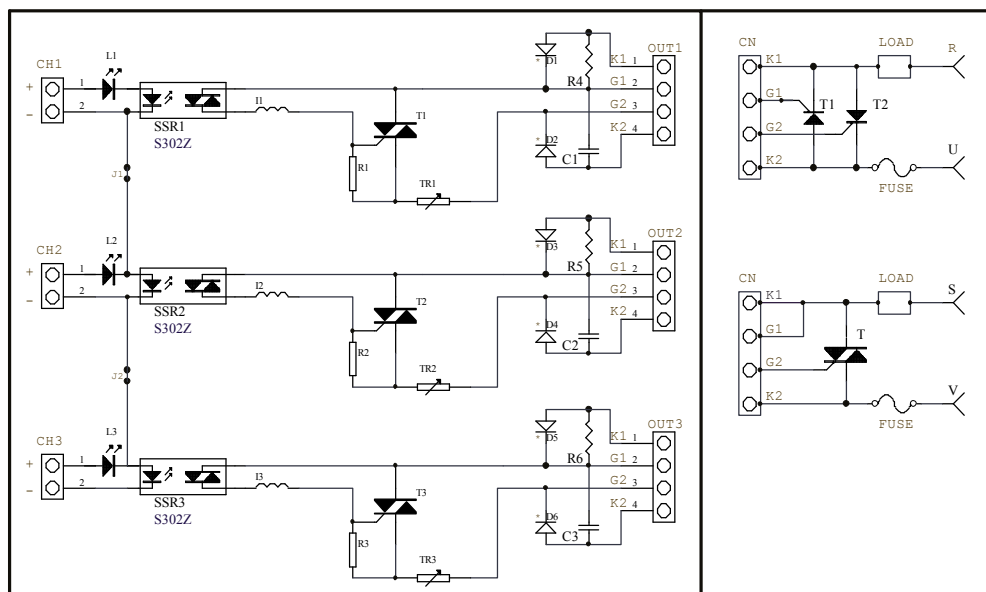 CH1
+
-
1
2
L1
SSR1
S302Z
I1
R1
T1
TR1
* D1
R4
* D2
C1
K1
G1
G2
K2
1
2
3
4
OUT1
J1
CH2
+
-
1
2
L2
SSR2
S302Z
I2
R2
T2
TR2
* D3
R5
* D4
C2
K1
G1
G2
K2
1
2
3
4
OUT2
J2
CH3
+
-
1
2
L3
SSR3
S302Z
I3
R3
T3
TR3
* D5
R6
* D6
C3
K1
G1
G2
K2
1
2
3
4
OUT3
CN
K1
G1
G2
K2
T1
T2
LOAD
R
U
FUSE
CN
K1
G1
G2
K2
T
LOAD
S
V
FUSE